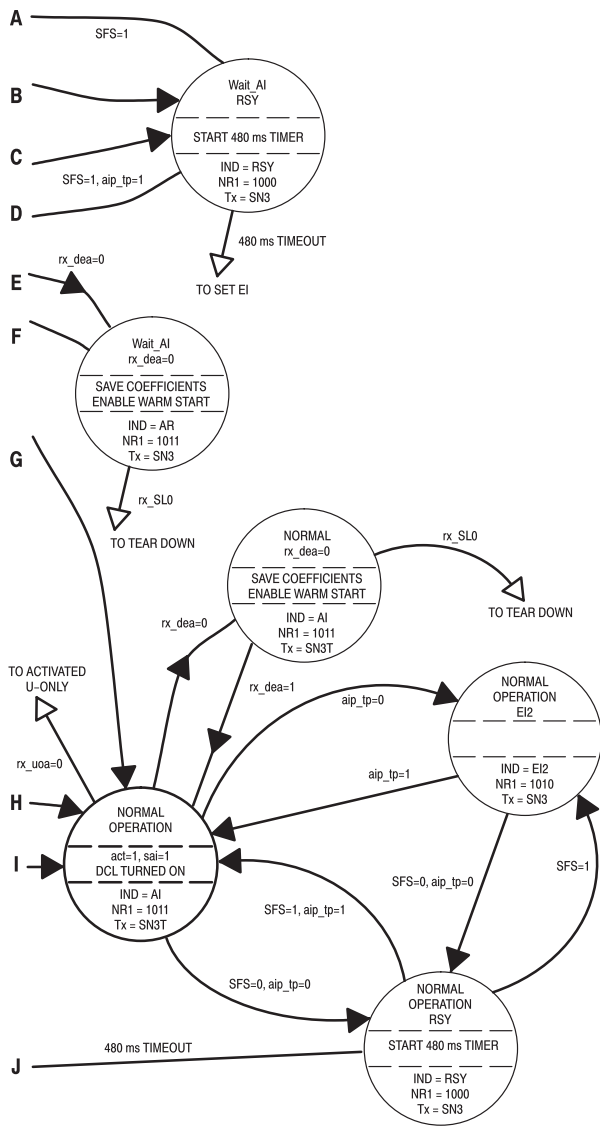 A
SFS=1
B
C
SFS=1, aip_tp=1
D
Wait_AI
RSY
START 480 ms TIMER
IND = RSY
NR1 = 1000
Tx = SN3
480 ms TIMEOUT
TO SET EI
E
rx_dea=0
F
Wait_AI
rx_dea=0
SAVE COEFFICIENTS
ENABLE WARM START
IND = AR
NR1 = 1011
Tx = SN3
rx_SL0
TO TEAR DOWN
G
NORMAL
rx_dea=0
SAVE COEFFICIENTS
ENABLE WARM START
IND = AI
NR1 = 1011
Tx = SN3T
rx_SL0
TO TEAR DOWN
rx_dea=0
rx_dea=1
aip_tp=0
TO ACTIVATED
U–ONLY
rx_uoa=0
NORMAL
OPERATION
EI2
IND = EI2
NR1 = 1010
Tx = SN3
aip_tp=1
H
I
NORMAL
OPERATION
act=1, sai=1
DCL TURNED ON
IND = AI
NR1 = 1011
Tx = SN3T
SFS=0, aip_tp=0
SFS=1
SFS=1, aip_tp=1
SFS=0, aip_tp=0
NORMAL
OPERATION
RSY
START 480 ms TIMER
IND = RSY
NR1 = 1000
Tx = SN3
480 ms TIMEOUT
J